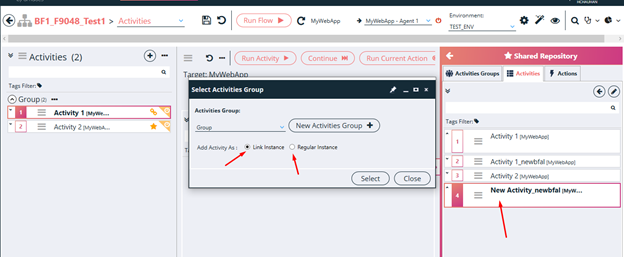 HCHAUHAN
BF1_F9048_Test1 > Activities
Run Flow
MyWebApp
MyWebApp - Agent 1
Environment:
TEST_ENV
Activities (2)
Tags Filter:
Group (2)
1 Activity 1 [MyWe...
2 Activity 2 [MyWebA...
Run Activity
Continue
Run Current Action
Target: MyWebApp
Select Activities Group
Activities Group:
Group
New Activities Group
Add Activity As :
Link Instance
Regular Instance
Select
Close
Shared Repository
Activities Groups
Activities
Actions
Tags Filter:
1 Activity 1 [MyWebApp]
2 Activity 1_newbfal [MyWebApp]
3 Activity 2 [MyWebApp]
4 New Activity_newbfal [MyW...